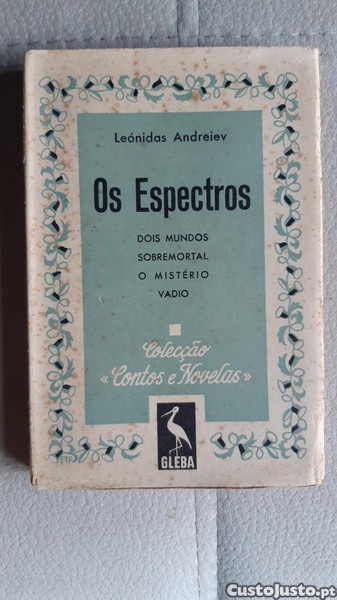 Leónidas Andreiev
Os Espectros
DOIS MUNDOS
SOBREMORTAL
O MISTÉRIO
VADIO
Colecção
«Contos e Novelas»
GLEBA
CustoJusto.pt